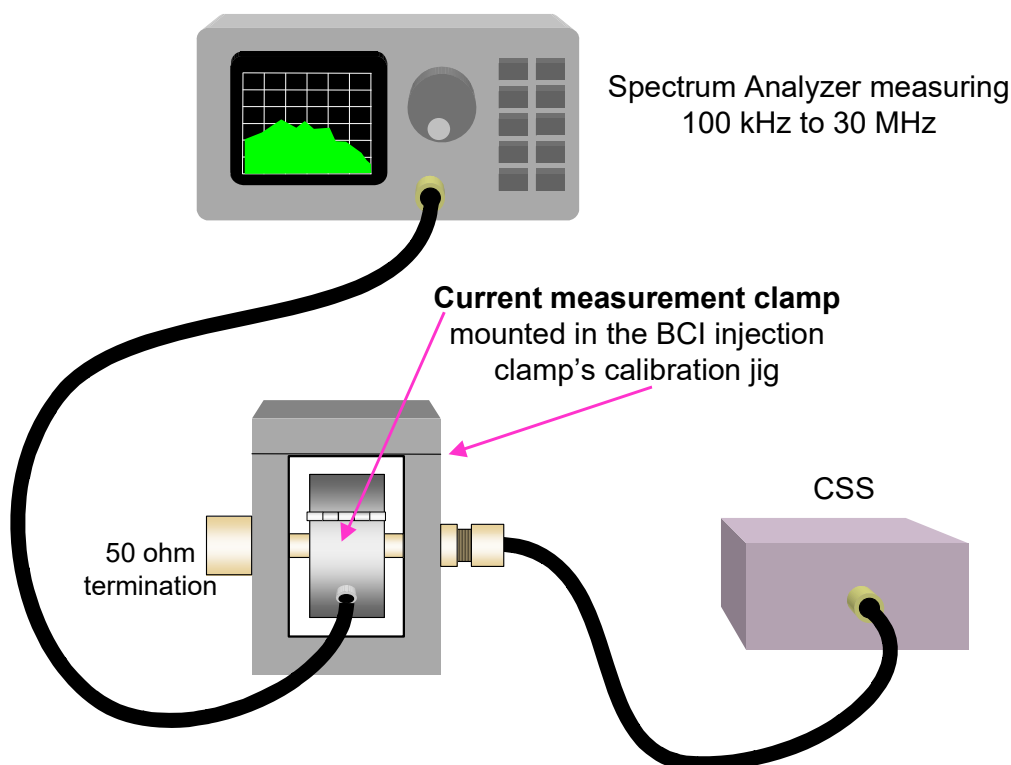 Spectrum Analyzer measuring
100 kHz to 30 MHz
Current measurement clamp
mounted in the BCI injection
clamp’s calibration jig
CSS
50 ohm
termination